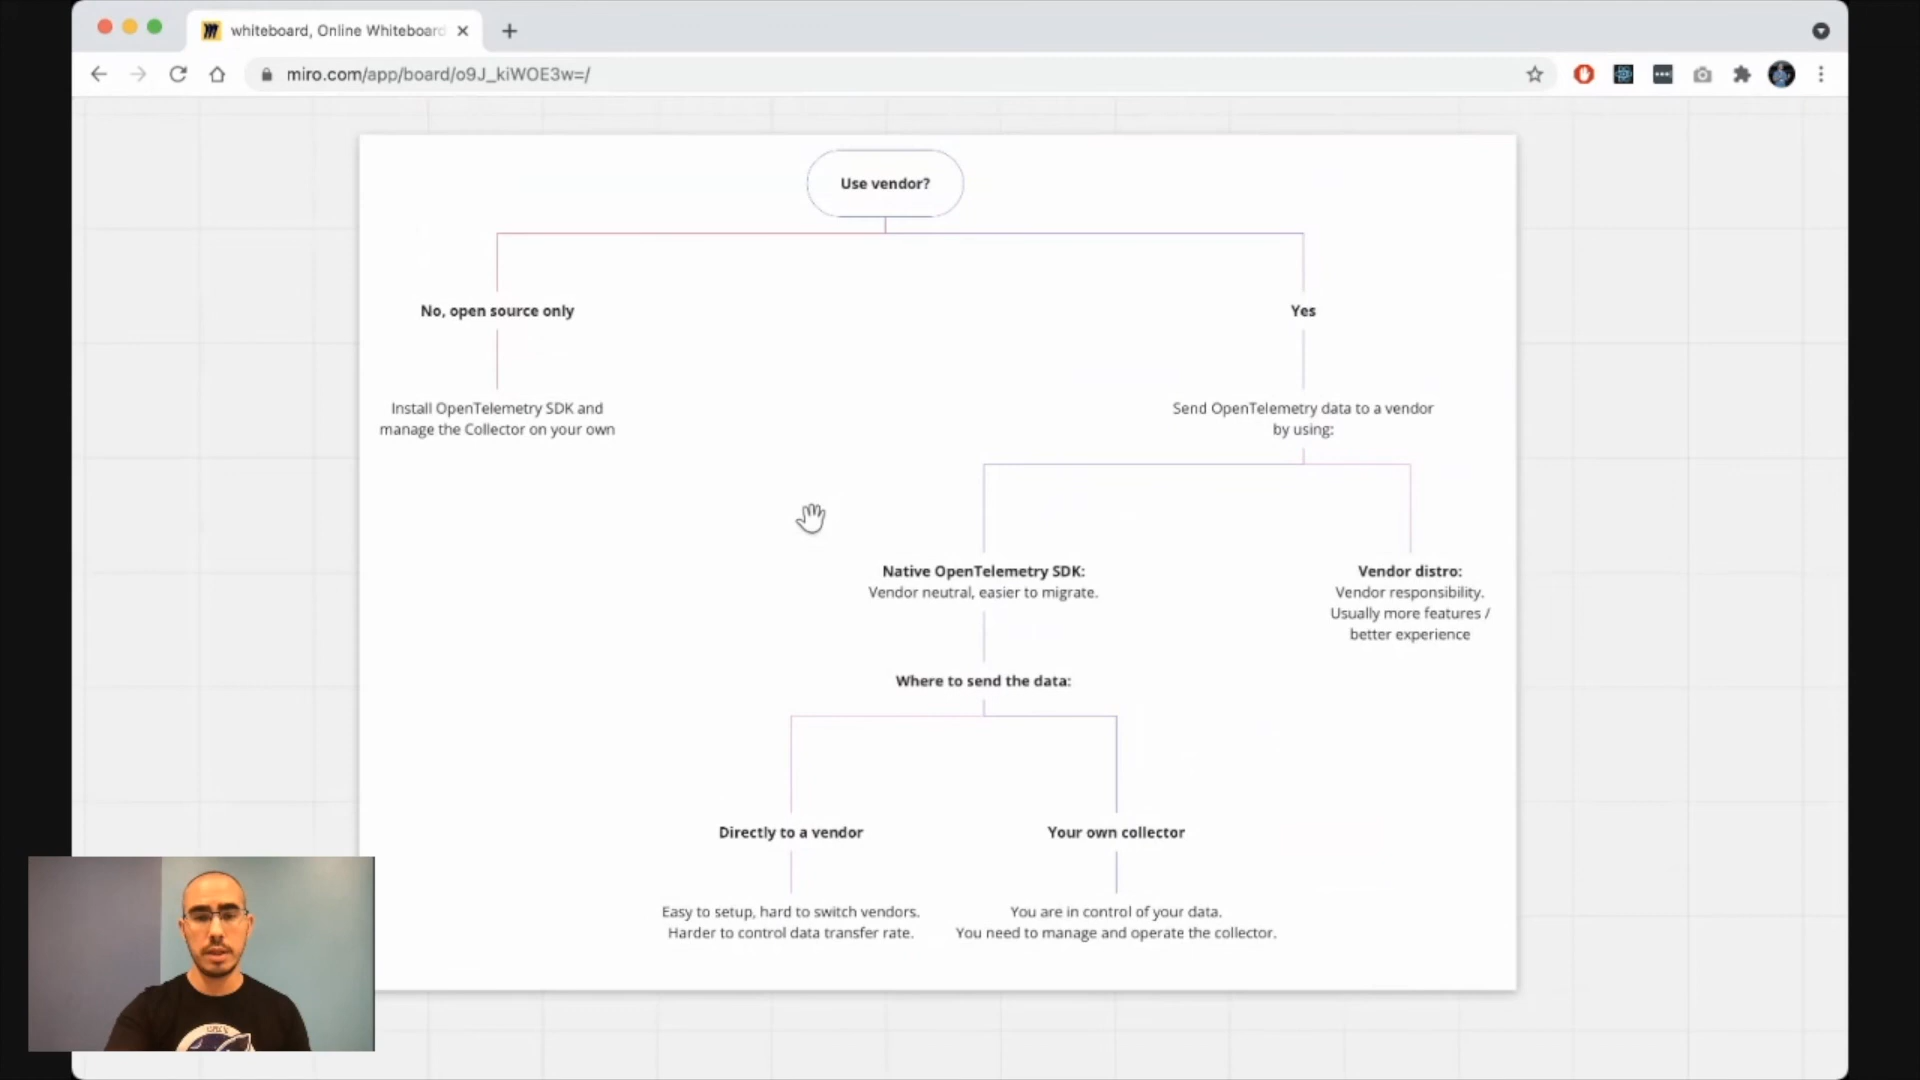 whiteboard, Online Whiteboard
miro.com/app/board/o9J_kiWOE3w=/
Use vendor?
No, open source only
Yes
Install OpenTelemetry SDK and
manage the Collector on your own
Send OpenTelemetry data to a vendor
by using:
Native OpenTelemetry SDK:
Vendor neutral, easier to migrate.
Vendor distro:
Vendor responsibility.
Usually more features /
better experience
Where to send the data:
Directly to a vendor
Your own collector
Easy to setup, hard to switch vendors.
Harder to control data transfer rate.
You are in control of your data.
You need to manage and operate the collector.